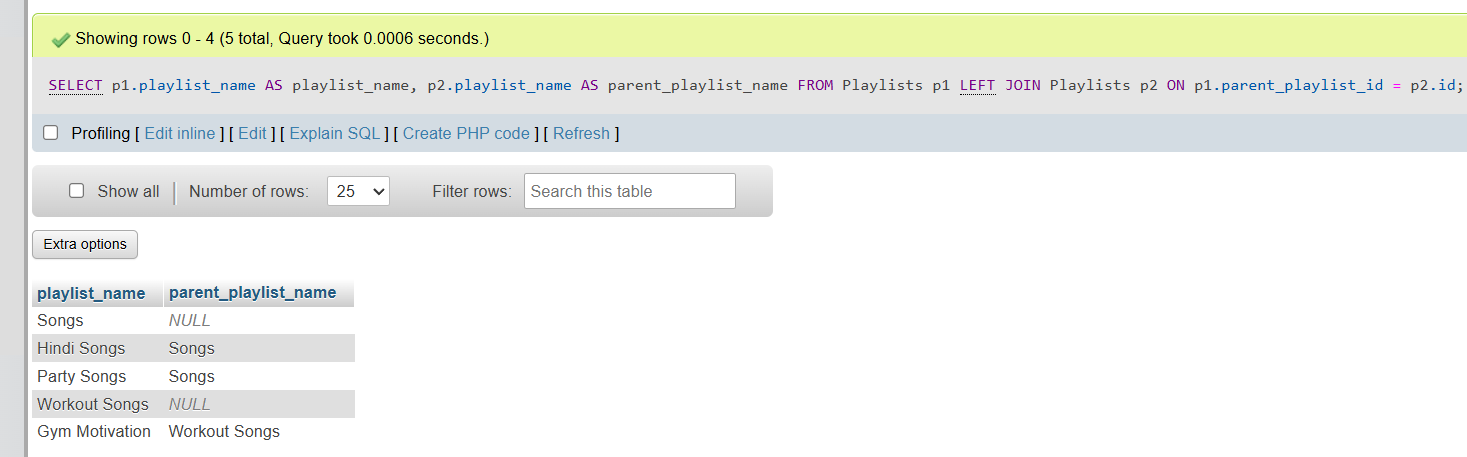 Showing rows 0 - 4 (5 total, Query took 0.0006 seconds.)
SELECT p1.playlist_name AS playlist_name, p2.playlist_name AS parent_playlist_name FROM Playlists p1 LEFT JOIN Playlists p2 ON p1.parent_playlist_id = p2.id;
Profiling [ Edit inline ] [ Edit ] [ Explain SQL ] [ Create PHP code ] [ Refresh ]
Show all | Number of rows: 25 Filter rows: Search this table
Extra options
playlist_name parent_playlist_name
Songs NULL
Hindi Songs Songs
Party Songs Songs
Workout Songs NULL
Gym Motivation Workout Songs